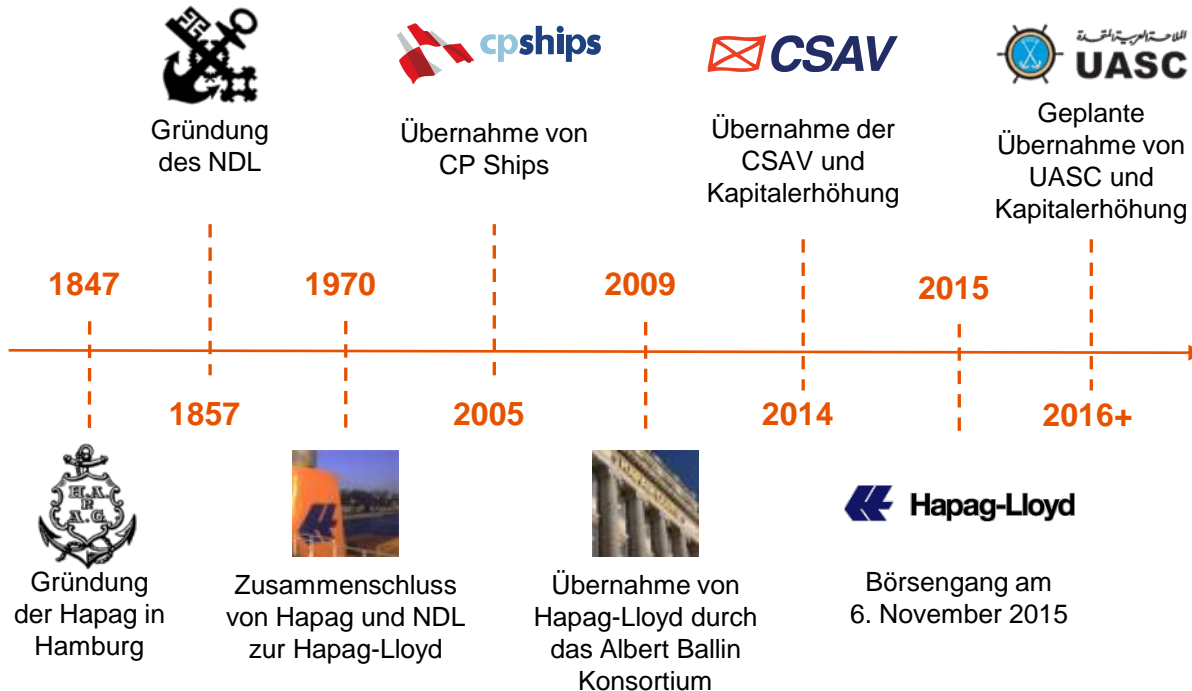 cpships
CSAV
الملاحة العربية المتحدة
UASC
Gründung
des NDL
Übernahme von
CP Ships
Übernahme der
CSAV und
Kapitalerhöhung
Geplante
Übernahme von
UASC und
Kapitalerhöhung
1847
1970
2009
2015
1857
2005
2014
2016+
H.A.
P.
A.G.
Hapag-Lloyd
Gründung
der Hapag in
Hamburg
Zusammenschluss
von Hapag und NDL
zur Hapag-Lloyd
Übernahme von
Hapag-Lloyd durch
das Albert Ballin
Konsortium
Börsengang am
6. November 2015